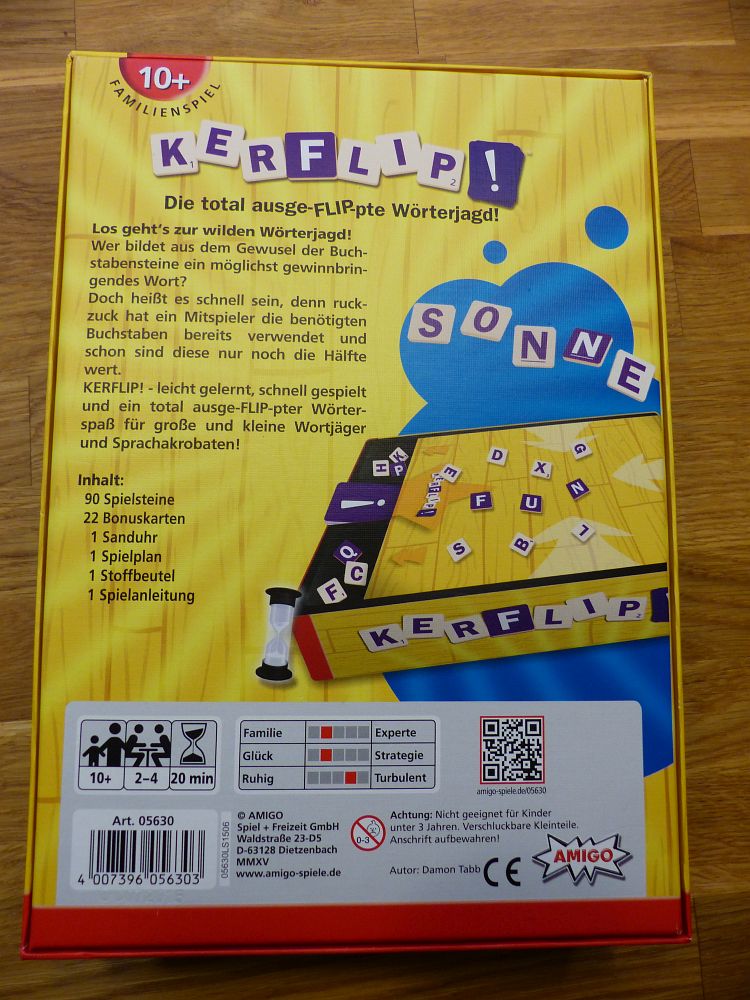 10+
FAMILIENSPIEL
KERFLIP!
1
2
Die total ausge-FLIP-pte Wörterjagd!
Los geht's zur wilden Wörterjagd!
Wer bildet aus dem Gewusel der Buch-
stabensteine ein möglichst gewinnbrin-
gendes Wort?
Doch heißt es schnell sein, denn ruck-
zuck hat ein Mitspieler die benötigten
Buchstaben bereits verwendet und
schon sind diese nur noch die Hälfte
wert.
KERFLIP! - leicht gelernt, schnell gespielt
und ein total ausge-FLIP-pter Wörter-
spaß für große und kleine Wortjäger
und Sprachakrobaten!
SONNE
Inhalt:
90 Spielsteine
22 Bonuskarten
1 Sanduhr
1 Spielplan
1 Stoffbeutel
1 Spielanleitung
H K P
!
Q C F
E D X G
F U N
S B L
KERFLIP!
10+
2–4
20 min
Familie Experte
Glück Strategie
Ruhig Turbulent
amigo-spiele.de/05630
Art. 05630
4 007396 056303
05630LS1506
© AMIGO
Spiel + Freizeit GmbH
Waldstraße 23-D5
D-63128 Dietzenbach
MMXV
www.amigo-spiele.de
0-3
Achtung: Nicht geeignet für Kinder
unter 3 Jahren. Verschluckbare Kleinteile.
Anschrift aufbewahren!
Autor: Damon Tabb
CE
AMIGO